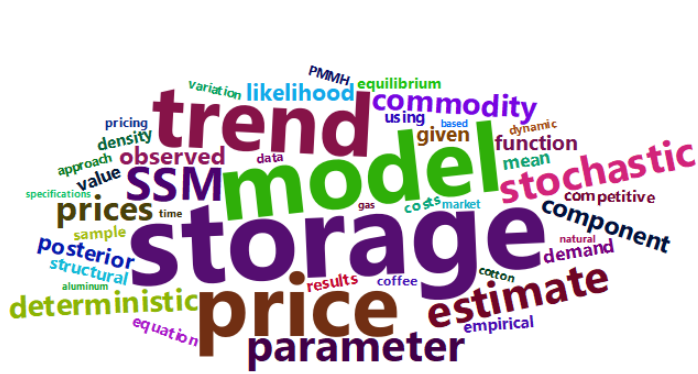 PMMH
variation
likelihood
equilibrium
trend
commodity
pricing
using
based
dynamic
density
given
function
observed
data
model
mean
approach
value
SSM
stochastic
specifications
gas
costs
market
competitive
prices
time
storage
component
sample
natural
posterior
demand
structural
aluminum
results
coffee
cotton
deterministic
price
estimate
equation
empirical
parameter